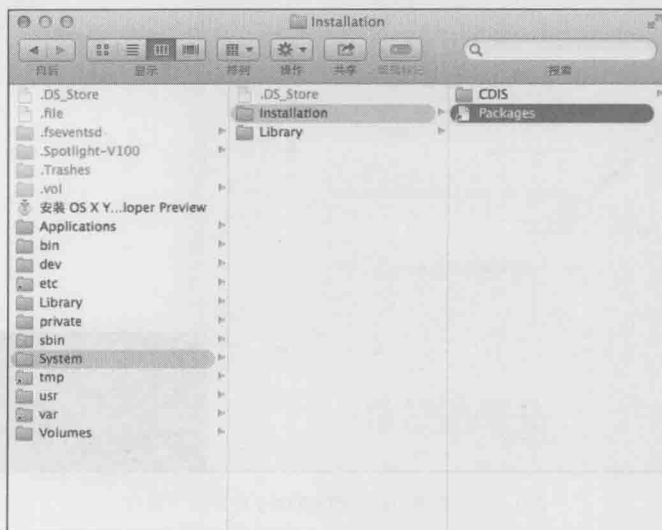 Installation
向后 显示 排列 操作 共享 搜索
.DS_Store
.file
.fseventsd
.Spotlight-V100
.Trashes
.vol
安装 OS X Y...loper Preview
Applications
bin
dev
etc
Library
private
sbin
System
tmp
usr
var
Volumes
.DS_Store
Installation
Library
CDIS
Packages